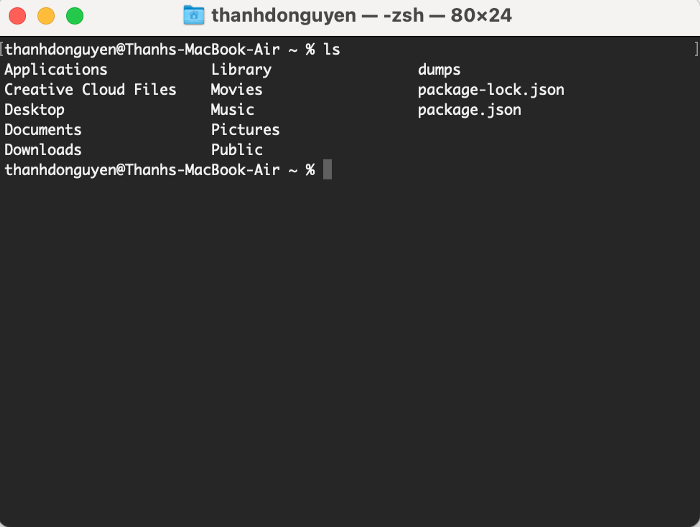 thanhdonguyen — -zsh — 80×24
[thanhdonguyen@Thanhs-MacBook-Air ~ % ls ]
Applications Library dumps
Creative Cloud Files Movies package-lock.json
Desktop Music package.json
Documents Pictures
Downloads Public
thanhdonguyen@Thanhs-MacBook-Air ~ %